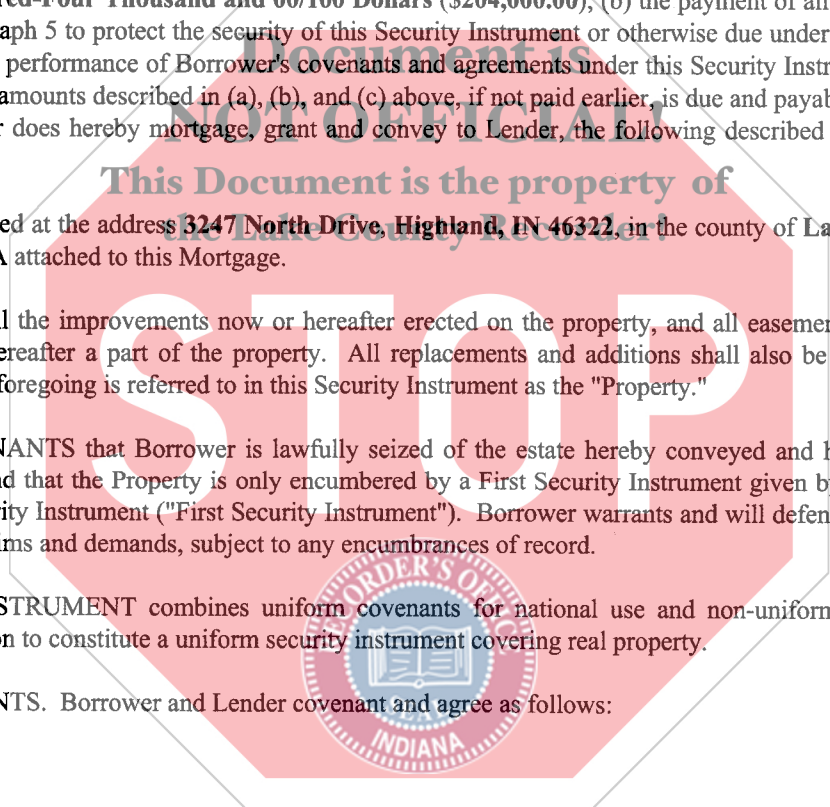 red-Four Thousand and 00/100 Dollars ($204,000.00), (b) the payment of all
aph 5 to protect the security of this Security Instrument or otherwise due under
Document is
performance of Borrower's covenants and agreements under this Security Instr
amounts described in (a), (b), and (c) above, if not paid earlier, is due and payab
NOT OFFICIAL!
r does hereby mortgage, grant and convey to Lender, the following described
This Document is the property of
ed at the address 3247 North Drive, Highland, IN 46322, in the county of La
the Lake County Recorder!
A attached to this Mortgage.
l the improvements now or hereafter erected on the property, and all easemen
ereafter a part of the property. All replacements and additions shall also be
foregoing is referred to in this Security Instrument as the "Property."
STOP
NANTS that Borrower is lawfully seized of the estate hereby conveyed and h
d that the Property is only encumbered by a First Security Instrument given by
ity Instrument ("First Security Instrument"). Borrower warrants and will defen
ims and demands, subject to any encumbrances of record.
RECORDER'S OFFICE
STRUMENT combines uniform covenants for national use and non-uniform
n to constitute a uniform security instrument covering real property.
SEAL
NTS. Borrower and Lender covenant and agree as follows:
INDIANA